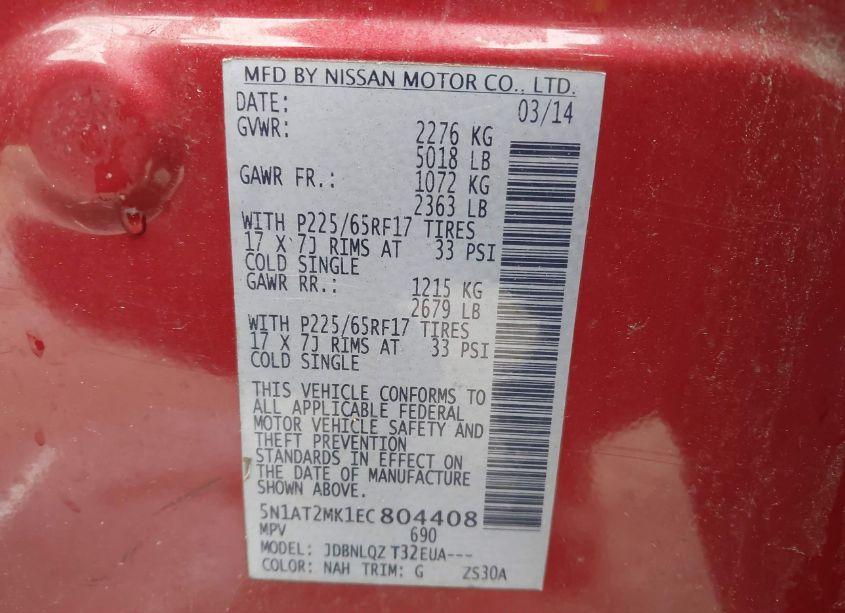 MFD BY NISSAN MOTOR CO., LTD.
DATE: 03/14
GVWR: 2276 KG
5018 LB
GAWR FR.: 1072 KG
2363 LB
WITH P225/65RF17 TIRES
17 X 7J RIMS AT 33 PSI
COLD SINGLE
GAWR RR.: 1215 KG
2679 LB
WITH P225/65RF17 TIRES
17 X 7J RIMS AT 33 PSI
COLD SINGLE
THIS VEHICLE CONFORMS TO
ALL APPLICABLE FEDERAL
MOTOR VEHICLE SAFETY AND
THEFT PREVENTION
STANDARDS IN EFFECT ON
THE DATE OF MANUFACTURE
SHOWN ABOVE.
5N1AT2MK1EC804408
MPV 690
MODEL: JDBNLQZ T32EUA---
COLOR: NAH TRIM: G ZS30A